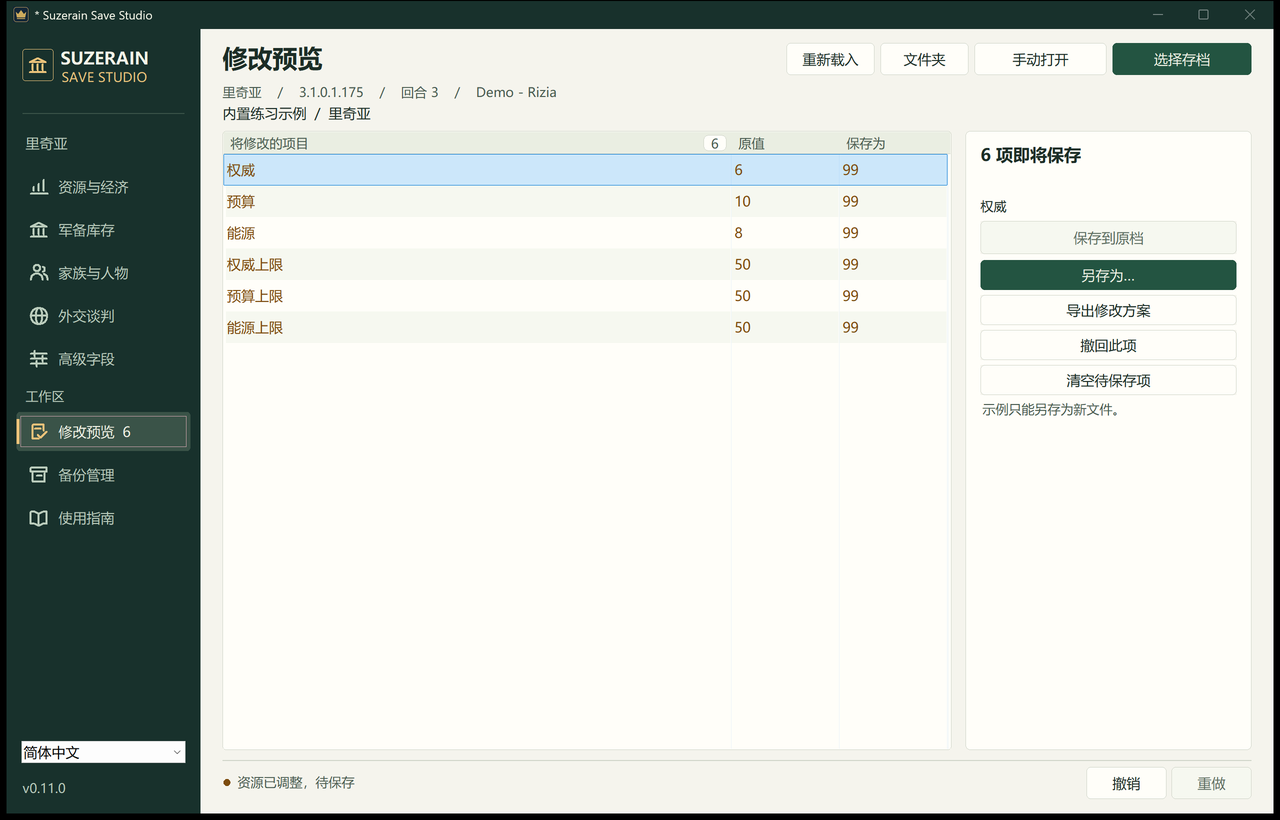 * Suzerain Save Studio
SUZERAIN
SAVE STUDIO
里奇亚
资源与经济
军备库存
家族与人物
外交谈判
高级字段
工作区
修改预览 6
备份管理
使用指南
简体中文
v0.11.0
修改预览
重新载入
文件夹
手动打开
选择存档
里奇亚 / 3.1.0.1.175 / 回合 3 / Demo - Rizia
内置练习示例 / 里奇亚
将修改的项目 6 原值 保存为
权威 6 99
预算 10 99
能源 8 99
权威上限 50 99
预算上限 50 99
能源上限 50 99
6 项即将保存
权威
保存到原档
另存为...
导出修改方案
撤回此项
清空待保存项
示例只能另存为新文件。
资源已调整，待保存
撤销
重做